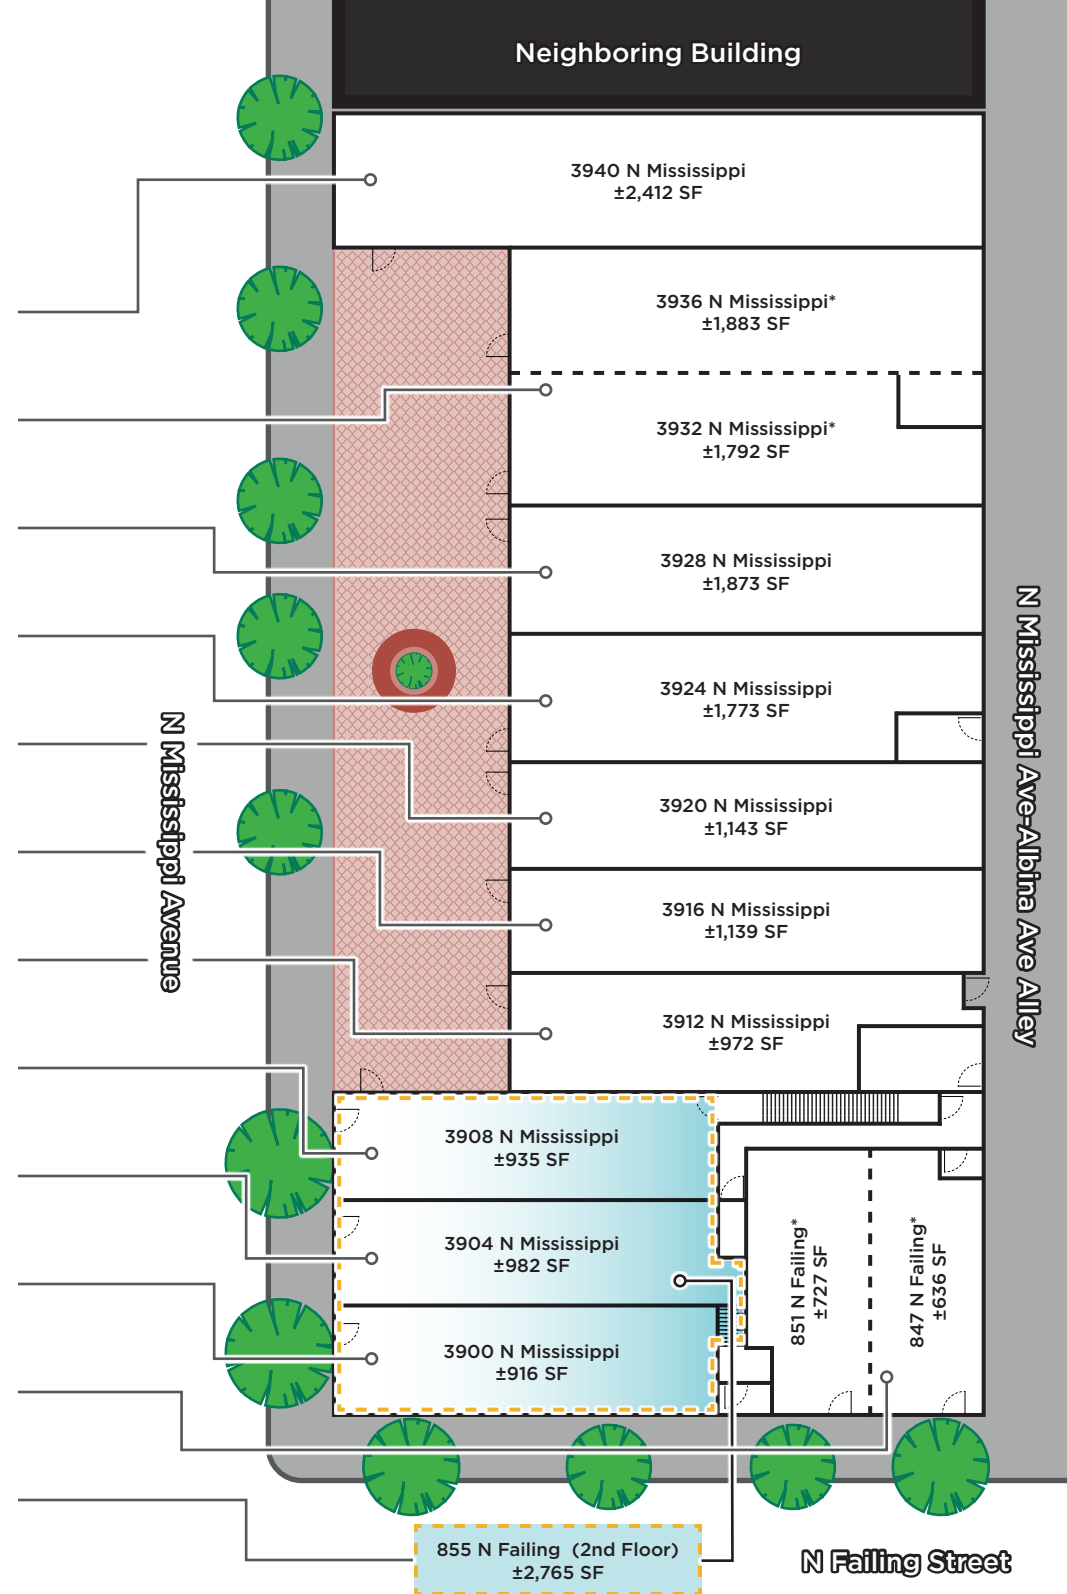 Neighboring Building
3940 N Mississippi
±2,412 SF
3936 N Mississippi*
±1,883 SF
3932 N Mississippi*
±1,792 SF
3928 N Mississippi
±1,873 SF
3924 N Mississippi
±1,773 SF
3920 N Mississippi
±1,143 SF
3916 N Mississippi
±1,139 SF
3912 N Mississippi
±972 SF
N Mississippi Avenue
N Mississippi Ave-Albina Ave Alley
3908 N Mississippi
±935 SF
3904 N Mississippi
±982 SF
3900 N Mississippi
±916 SF
851 N Failing*
±727 SF
847 N Failing*
±636 SF
855 N Failing (2nd Floor)
±2,765 SF
N Failing Street